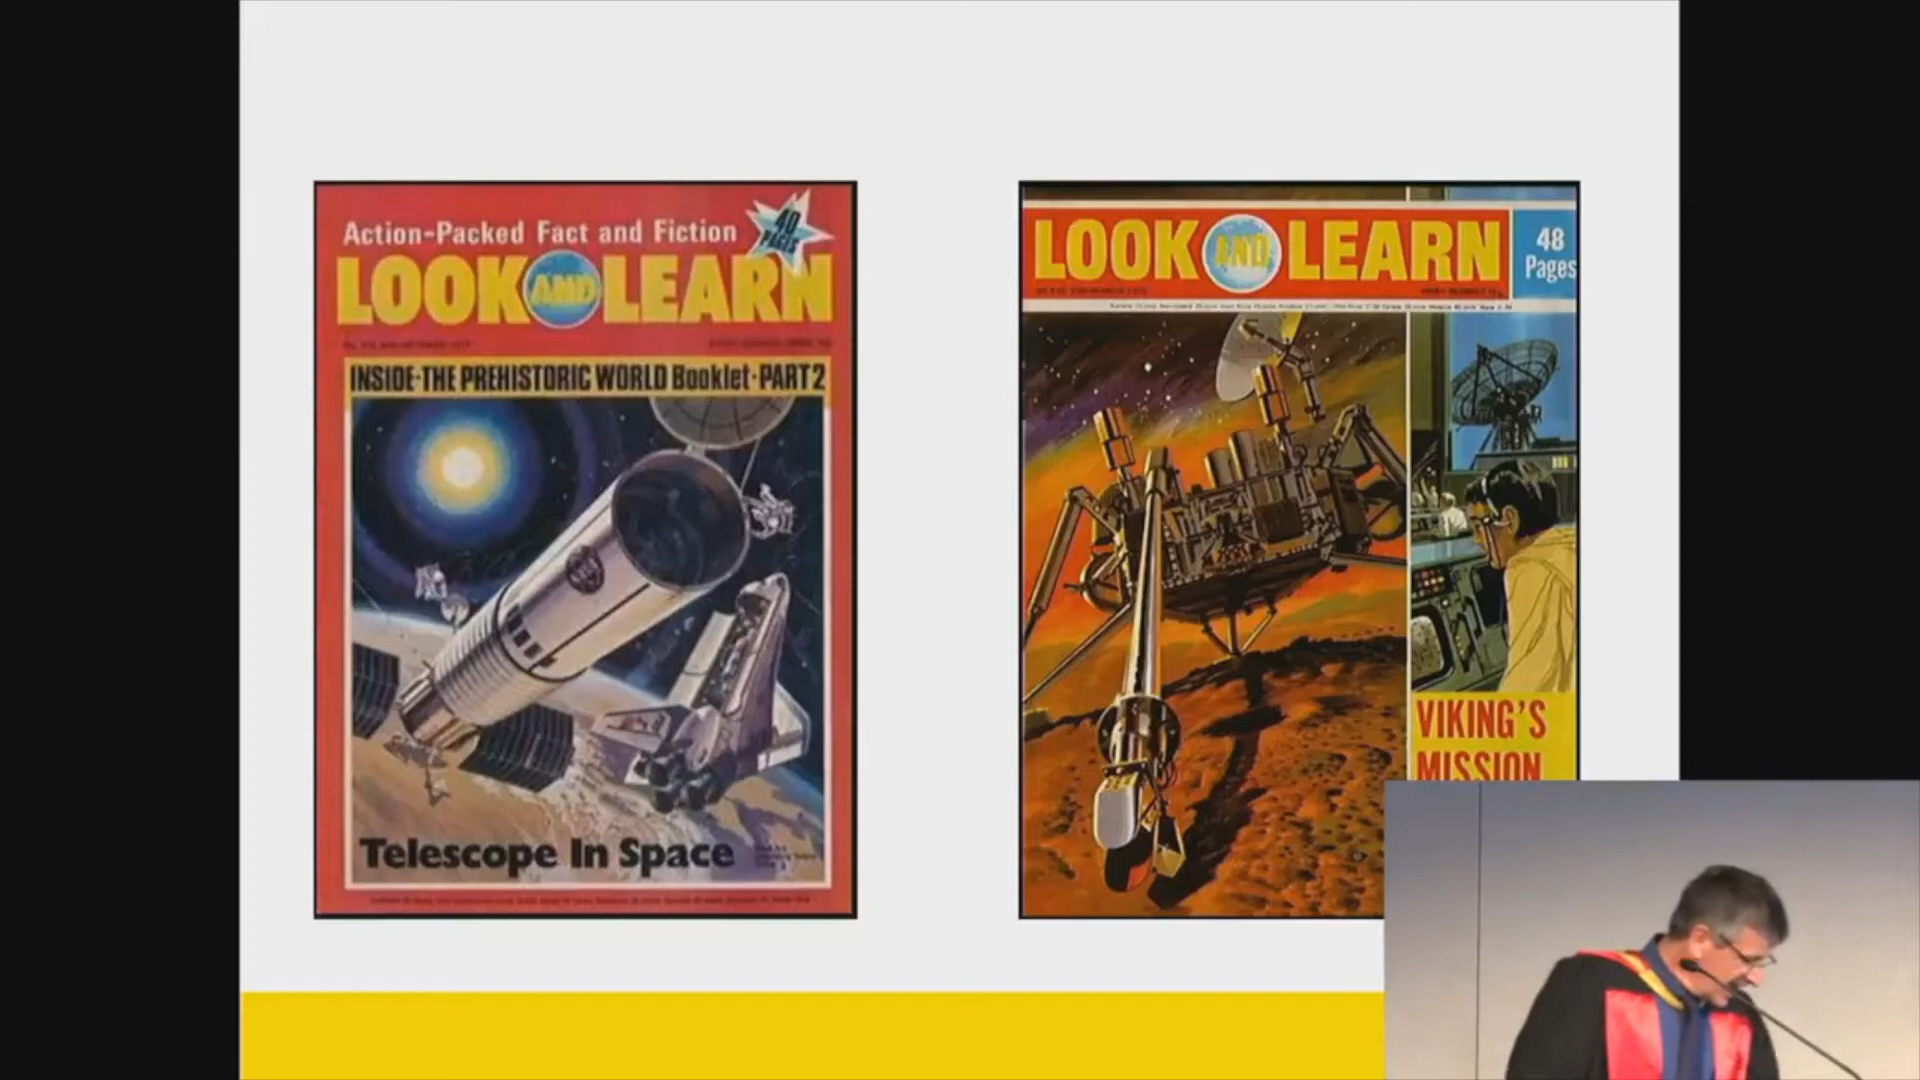 Action-Packed Fact and Fiction
40 PAGES
LOOK AND LEARN
INSIDE-THE PREHISTORIC WORLD Booklet·PART 2
Telescope In Space
LOOK AND LEARN
48
Pages
VIKING'S
MISSION